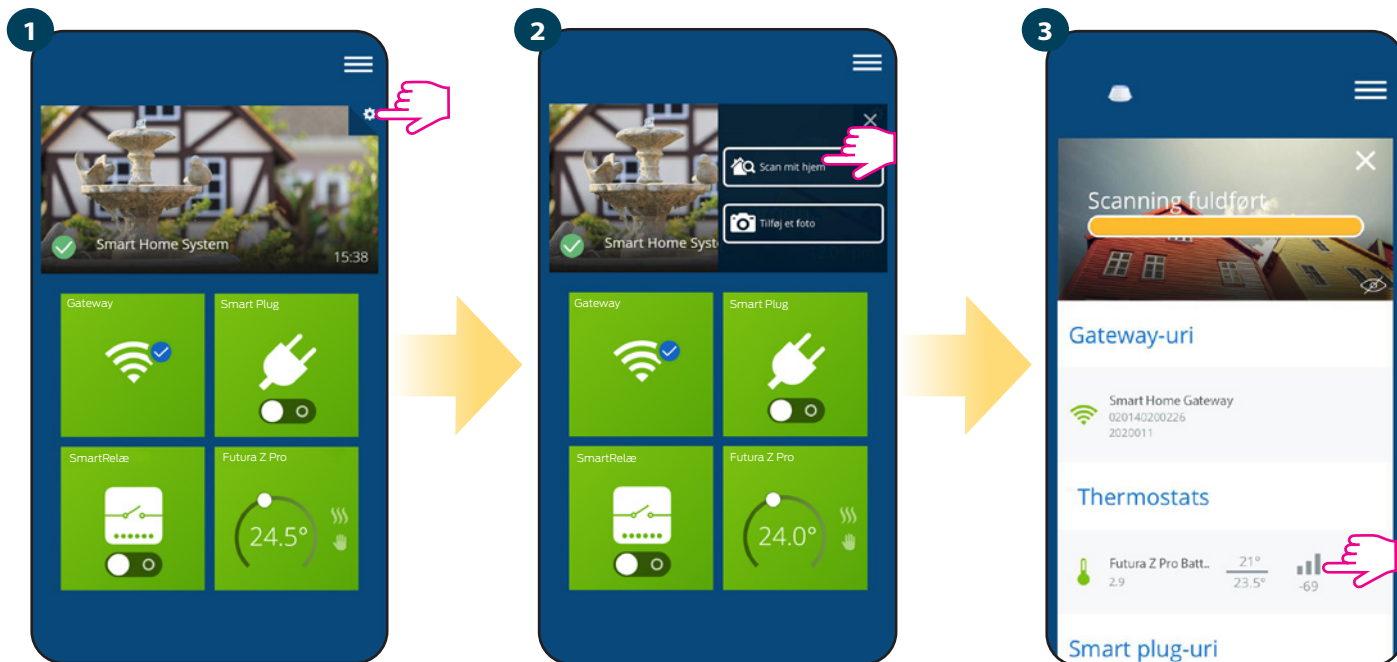 1
Smart Home System
15:38
Gateway
Smart Plug
SmartRelæ
Futura Z Pro
24.5°
2
Scan mit hjem
Tilføj et foto
Smart Home Syst
Gateway
Smart Plug
SmartRelæ
Futura Z Pro
24.0°
3
Scanning fuldført
Gateway-uri
Smart Home Gateway
020140200226
2020011
Thermostats
Futura Z Pro Batt..
2.9
21°
23.5°
-69
Smart plug-uri